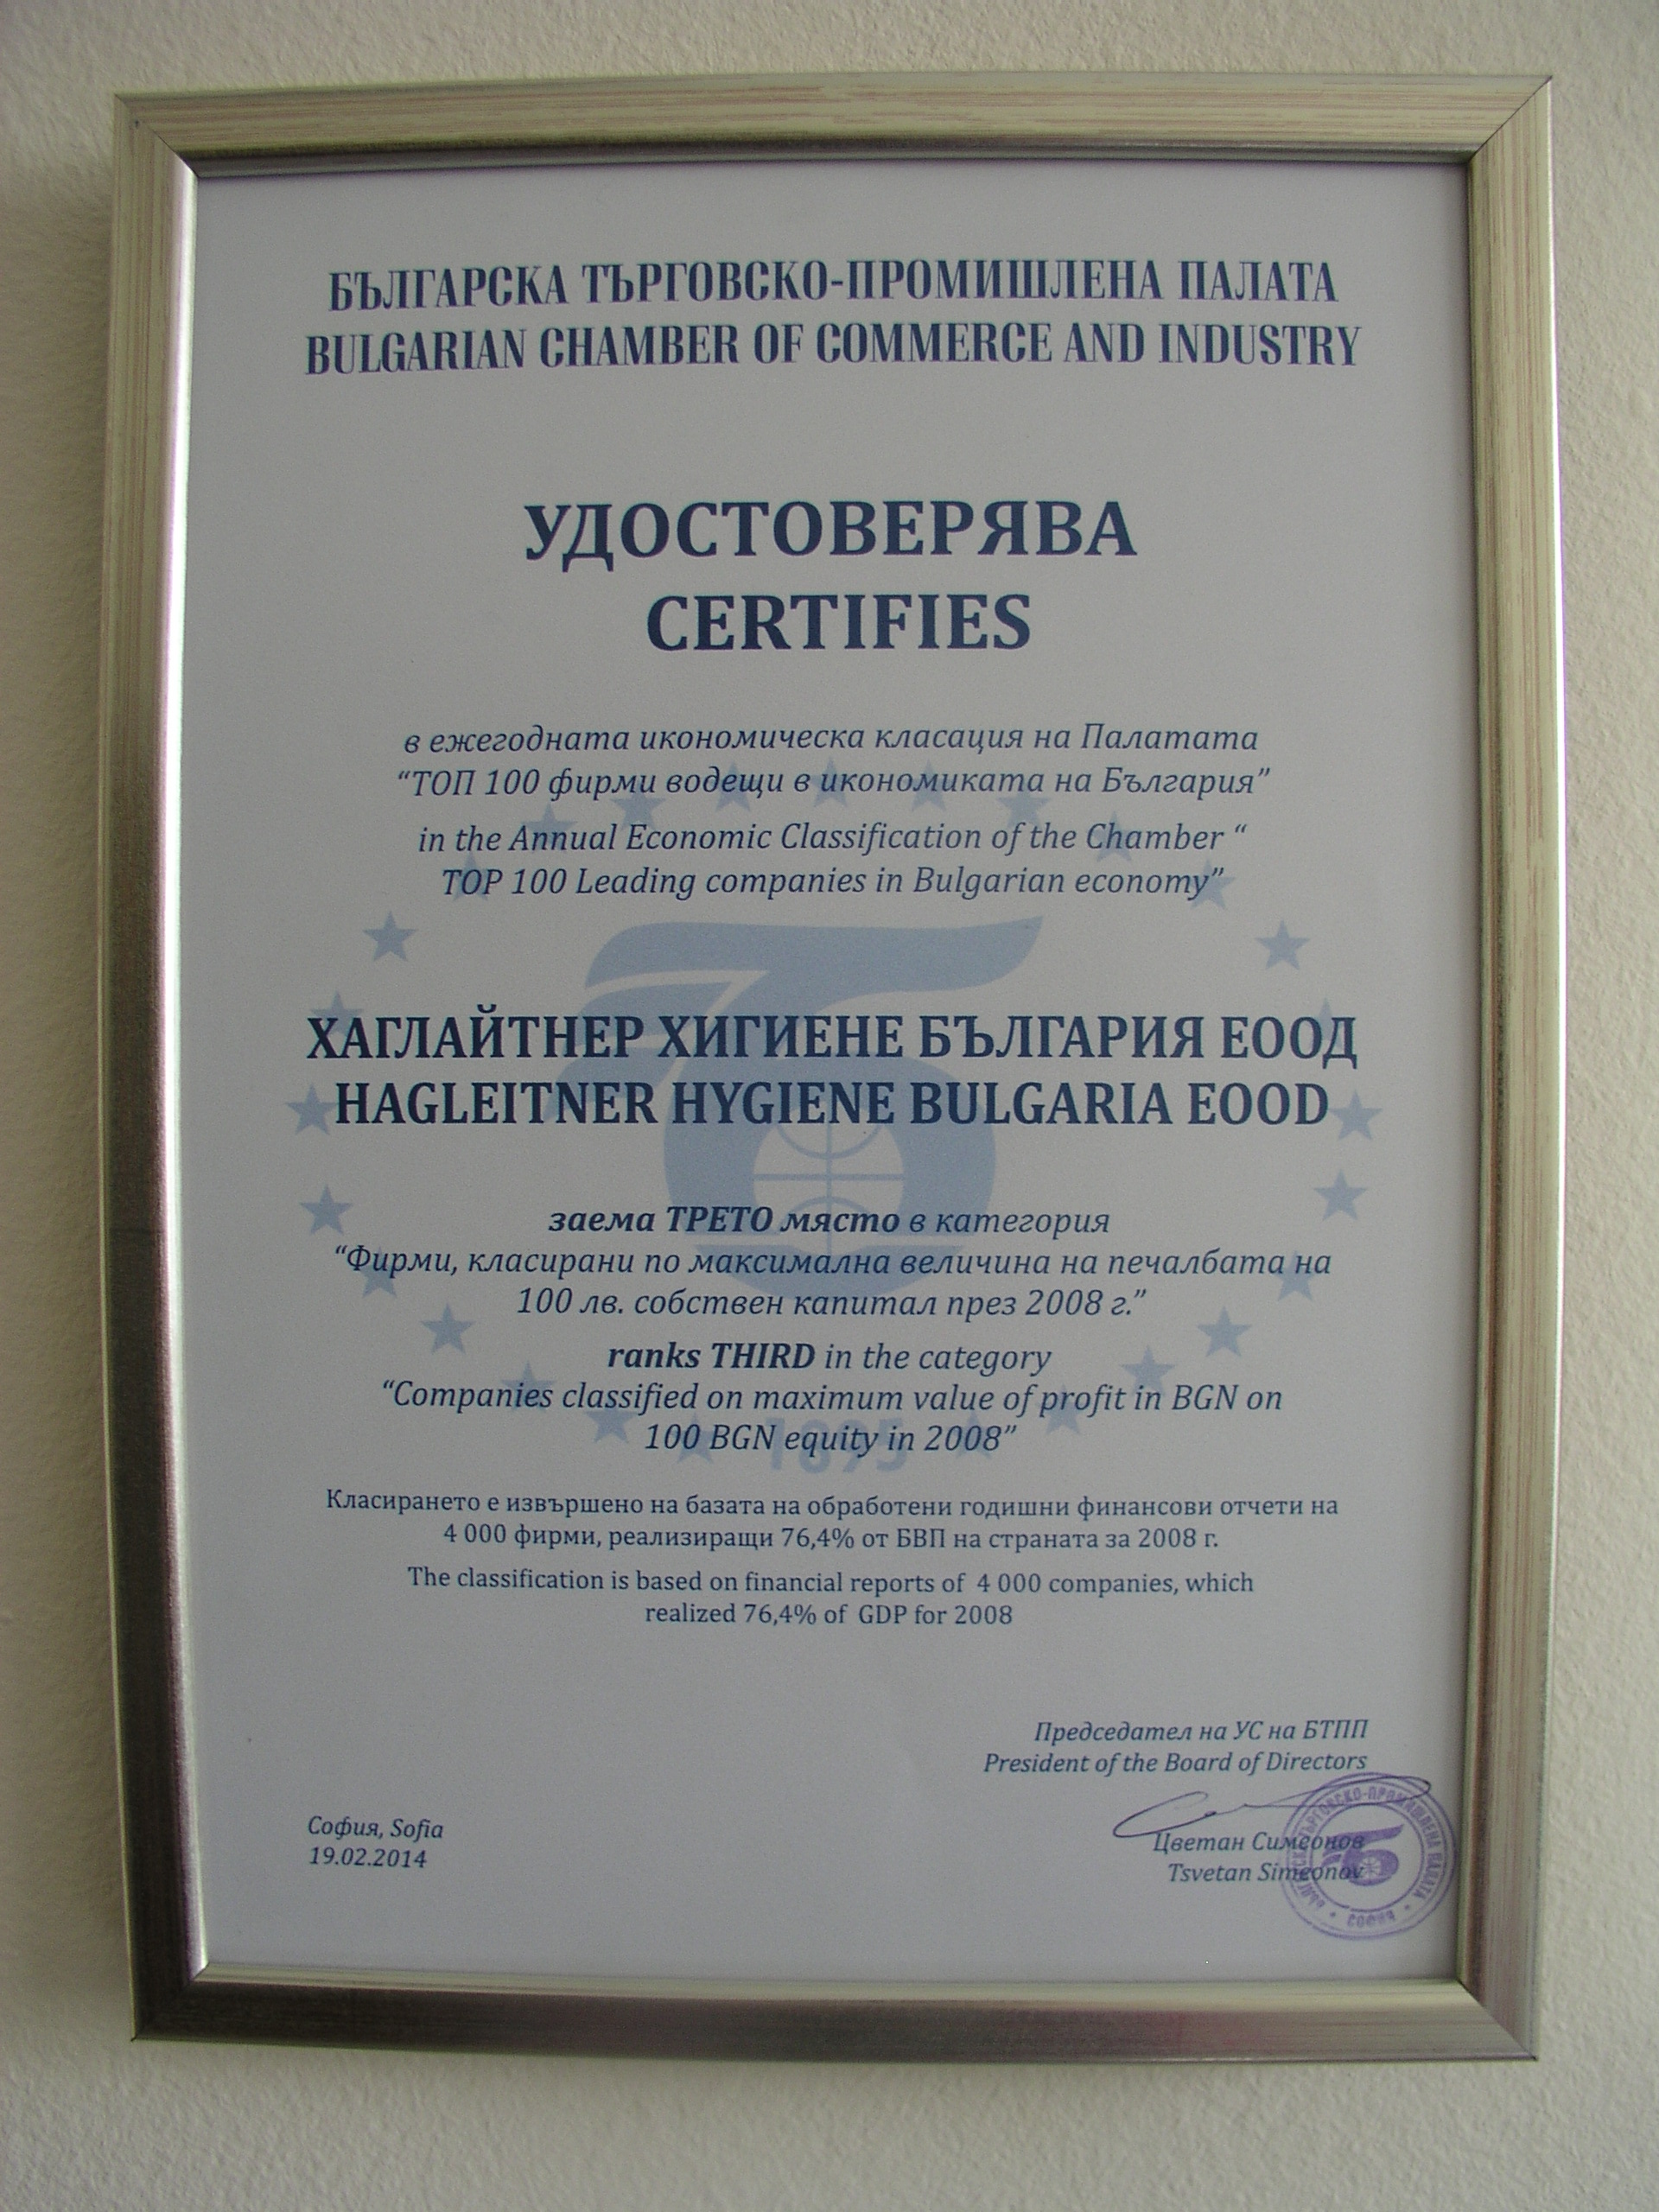 БЪЛГАРСКА ТЪРГОВСКО-ПРОМИШЛЕНА ПАЛАТА
BULGARIAN CHAMBER OF COMMERCE AND INDUSTRY
УДОСТОВЕРЯВА
CERTIFIES
в ежегодната икономическа класация на Палатата
“ТОП 100 фирми водещи в икономиката на България”
in the Annual Economic Classification of the Chamber “
TOP 100 Leading companies in Bulgarian economy”
ХАГЛАЙТНЕР ХИГИЕНЕ БЪЛГАРИЯ ЕООД
HAGLEITNER HYGIENE BULGARIA EOOD
заема ТРЕТО място в категория
“Фирми, класирани по максимална величина на печалбата на
100 лв. собствен капитал през 2008 г.”
ranks THIRD in the category
“Companies classified on maximum value of profit in BGN on
100 BGN equity in 2008”
1895
Класирането е извършено на базата на обработени годишни финансови отчети на
4 000 фирми, реализиращи 76,4% от БВП на страната за 2008 г.
The classification is based on financial reports of 4 000 companies, which
realized 76,4% of GDP for 2008
Председател на УС на БТПП
President of the Board of Directors
Цветан Симеонов
Tsvetan Simeonov
БЪЛГАРСКА ТЪРГОВСКО-ПРОМИШЛЕНА ПАЛАТА
СОФИЯ
София, Sofia
19.02.2014